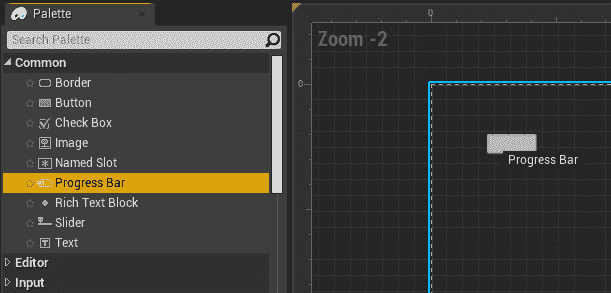 Palette
Search Palette
Common
Border
Button
Check Box
Image
Named Slot
Progress Bar
Rich Text Block
Slider
Text
Editor
Input
0
Zoom -2
0
Progress Bar